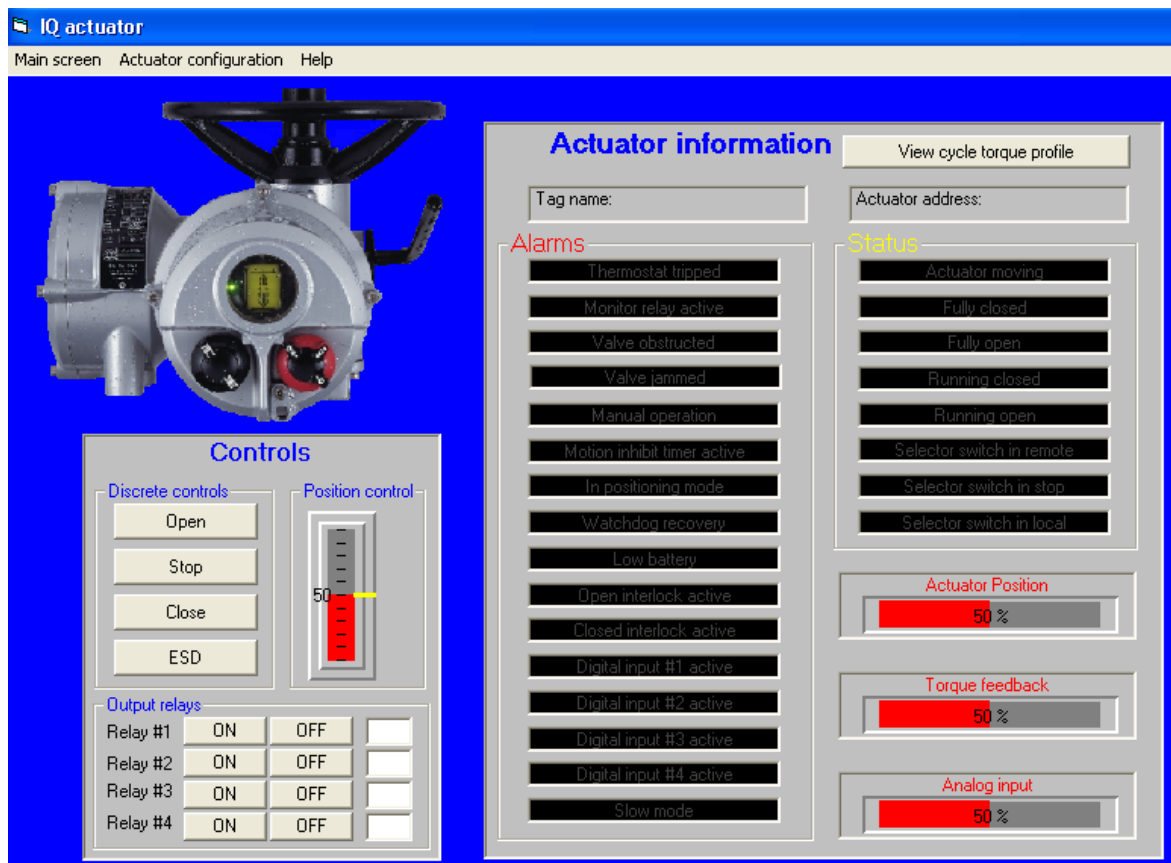 IQ actuator
Main screen Actuator configuration Help
Actuator information
View cycle torque profile
Tag name:
Actuator address:
Alarms
Thermostat tripped
Monitor relay active
Valve obstructed
Valve jammed
Manual operation
Motion inhibit timer active
In positioning mode
Watchdog recovery
Low battery
Open interlock active
Closed interlock active
Digital input #1 active
Digital input #2 active
Digital input #3 active
Digital input #4 active
Slow mode
Status
Actuator moving
Fully closed
Fully open
Running closed
Running open
Selector switch in remote
Selector switch in stop
Selector switch in local
Actuator Position
50 %
Torque feedback
50 %
Analog input
50 %
Controls
Discrete controls
Open
Stop
Close
ESD
Position control
50
Output relays
Relay #1 ON OFF
Relay #2 ON OFF
Relay #3 ON OFF
Relay #4 ON OFF